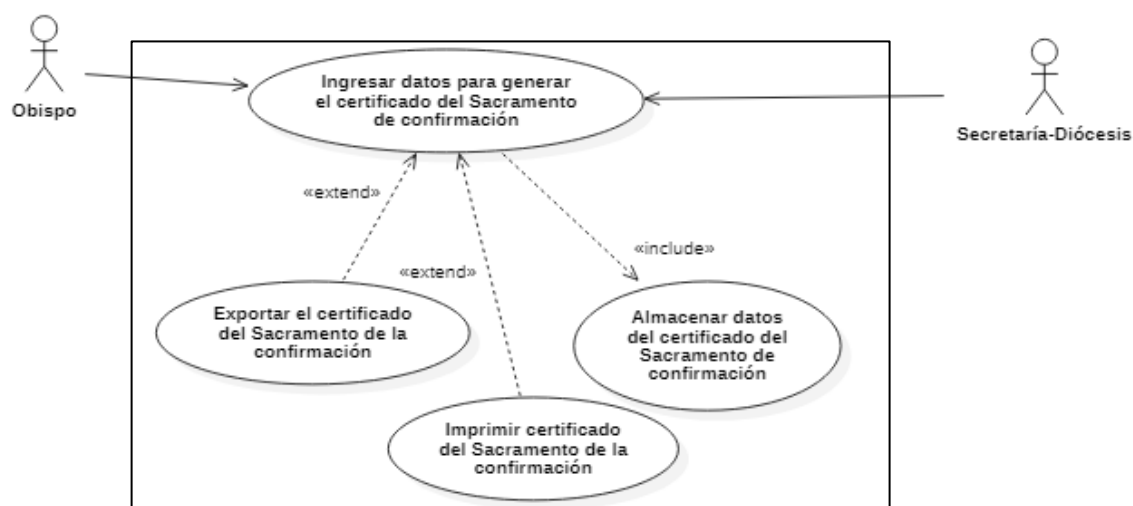 Obispo
Ingresar datos para generar
el certificado del Sacramento
de confirmación
Secretaría-Diócesis
«extend»
«extend»
«include»
Exportar el certificado
del Sacramento de la
confirmación
Almacenar datos
del certificado del
Sacramento de
confirmación
Imprimir certificado
del Sacramento de la
confirmación